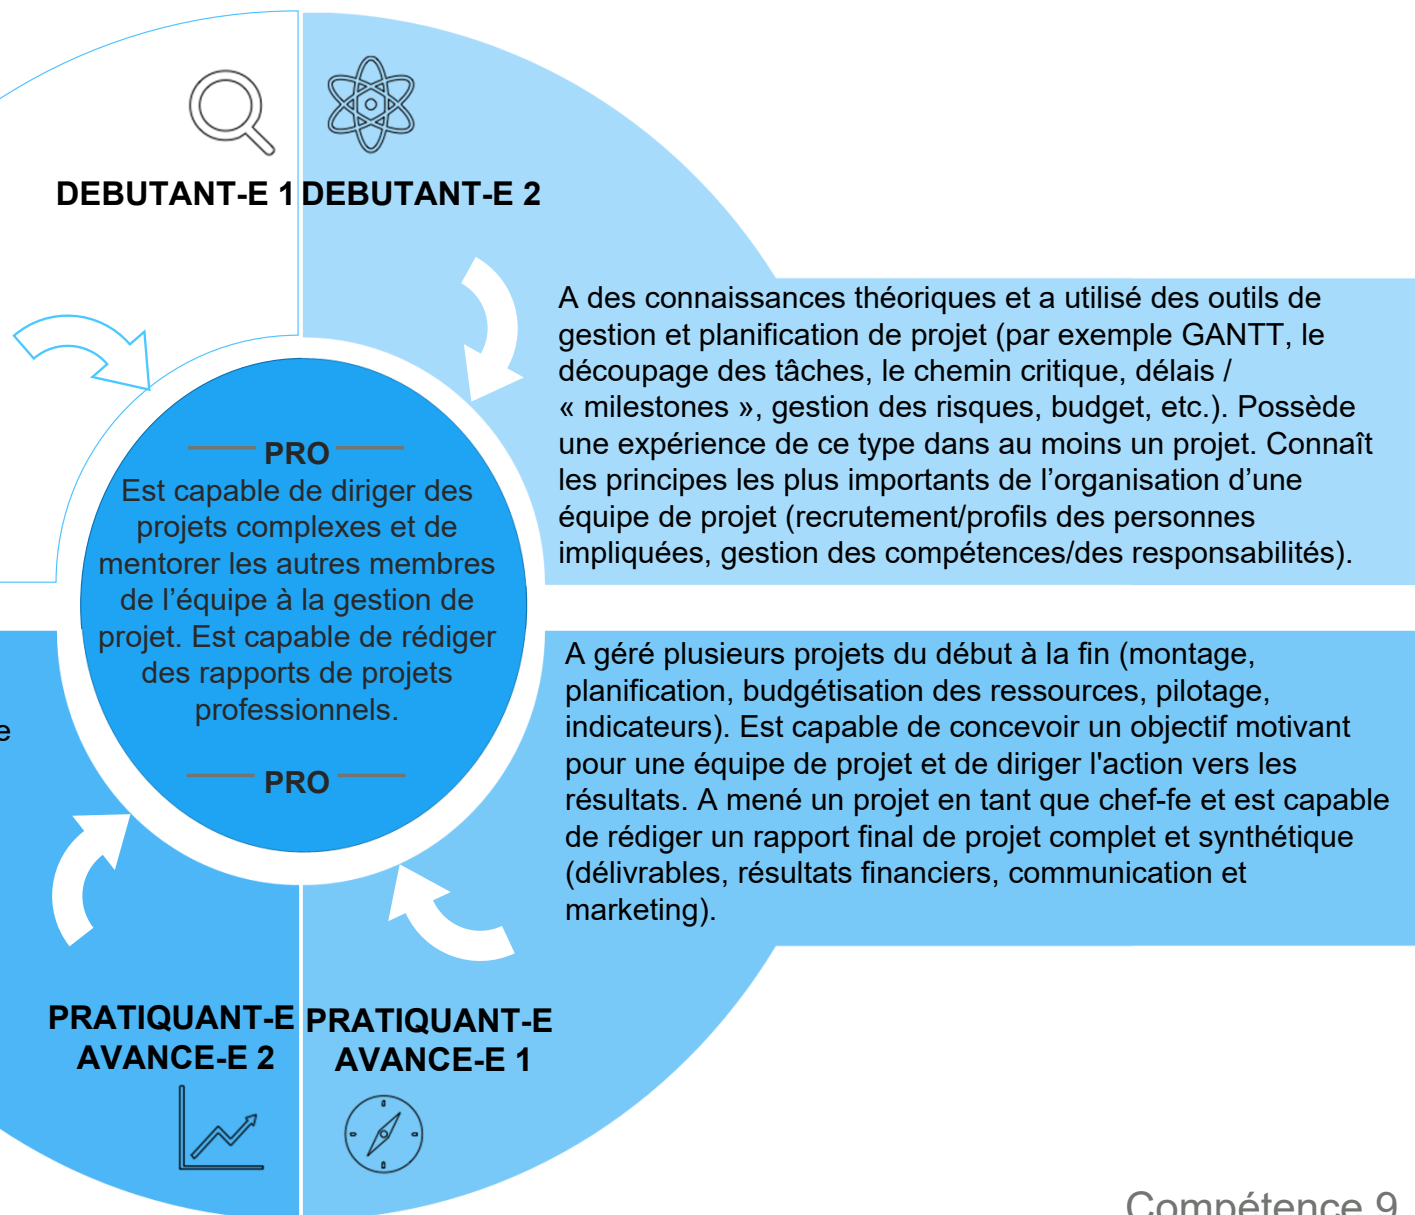 DEBUTANT-E 1
DEBUTANT-E 2
A des connaissances théoriques et a utilisé des outils de
gestion et planification de projet (par exemple GANTT, le
découpage des tâches, le chemin critique, délais /
« milestones », gestion des risques, budget, etc.). Possède
une expérience de ce type dans au moins un projet. Connaît
les principes les plus importants de l’organisation d’une
équipe de projet (recrutement/profils des personnes
impliquées, gestion des compétences/des responsabilités).
PRO
Est capable de diriger des
projets complexes et de
mentorer les autres membres
de l’équipe à la gestion de
projet. Est capable de rédiger
des rapports de projets
professionnels.
PRO
e
A géré plusieurs projets du début à la fin (montage,
planification, budgétisation des ressources, pilotage,
indicateurs). Est capable de concevoir un objectif motivant
pour une équipe de projet et de diriger l'action vers les
résultats. A mené un projet en tant que chef-fe et est capable
de rédiger un rapport final de projet complet et synthétique
(délivrables, résultats financiers, communication et
marketing).
PRATIQUANT-E
AVANCE-E 2
PRATIQUANT-E
AVANCE-E 1
Compétence 9